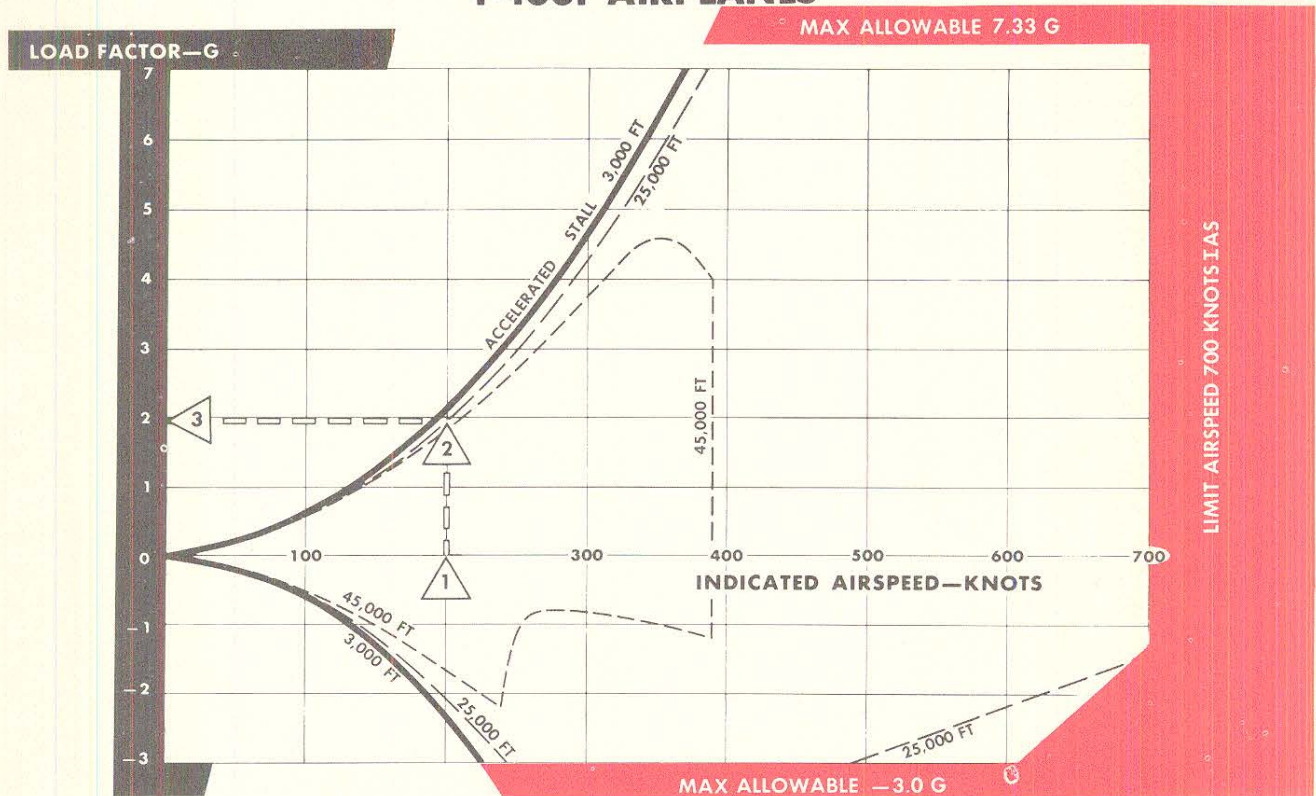 AIRPLANES
MAX ALLOWABLE 7.33 G
LOAD FACTOR—G
7
6
5
4
3
2
1
0
—1
—2
—3
ACCELERATED STALL 3,000 FT
25,000 FT
45,000 FT
3
2
1
100
300
400
500
600
700
INDICATED AIRSPEED—KNOTS
45,000 FT
3,000 FT
25,000 FT
25,000 FT
LIMIT AIRSPEED 700 KNOTS IAS
MAX ALLOWABLE —3.0 G